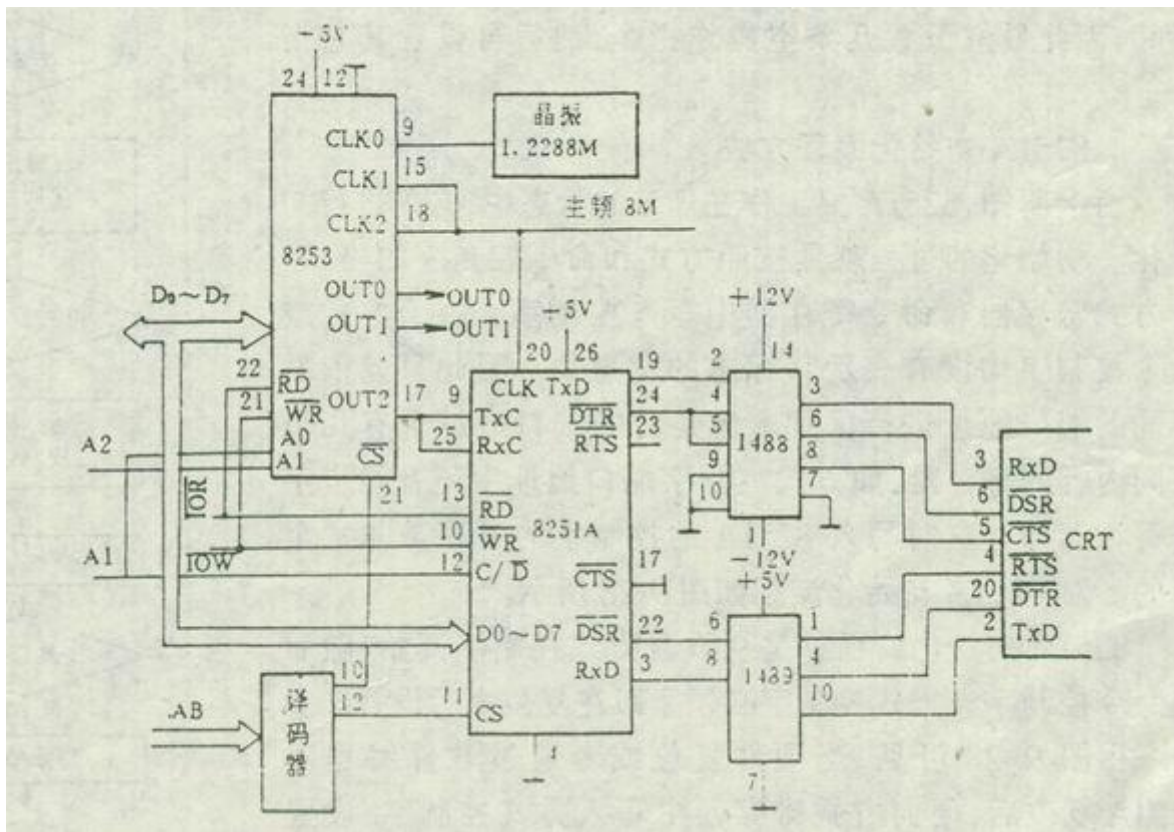 +5V
24 12
CLK0 9
晶振
1.2288M
CLK1 15
CLK2 18
主频 8M
8253
D0～D7
OUT0 → OUT0
OUT1 → OUT1
+5V
+12V
22 RD
21 WR
OUT2 17
A0
A1
CS
A2
IOR
A1
IOW
21
20 26
CLK TxD 19
9 TxC
25 RxC
DTR 24
RTS 23
13 RD
10 WR
8251A
12 C/D
CTS 17
D0～D7
DSR 22
RxD 3
11 CS
2 14
4
5
9
10
1488
3
6
8
7
1
-12V
+5V
6
8
1489
1
4
10
7
3 RxD
6 DSR
5 CTS
4 RTS
20 DTR
2 TxD
CRT
AB
译码器
10
12